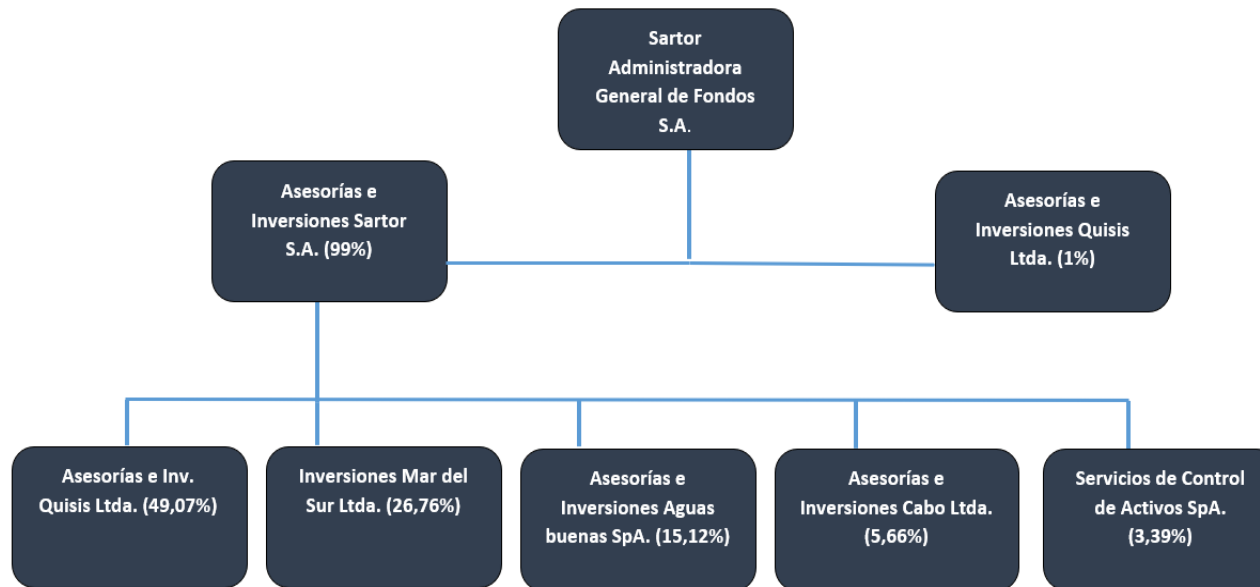 Sartor
Administradora
General de Fondos
S.A.
Asesorías e
Inversiones Sartor
S.A. (99%)
Asesorías e
Inversiones Quisis
Ltda. (1%)
Asesorías e Inv.
Quisis Ltda. (49,07%)
Inversiones Mar del
Sur Ltda. (26,76%)
Asesorías e
Inversiones Aguas
buenas SpA. (15,12%)
Asesorías e
Inversiones Cabo Ltda.
(5,66%)
Servicios de Control
de Activos SpA.
(3,39%)